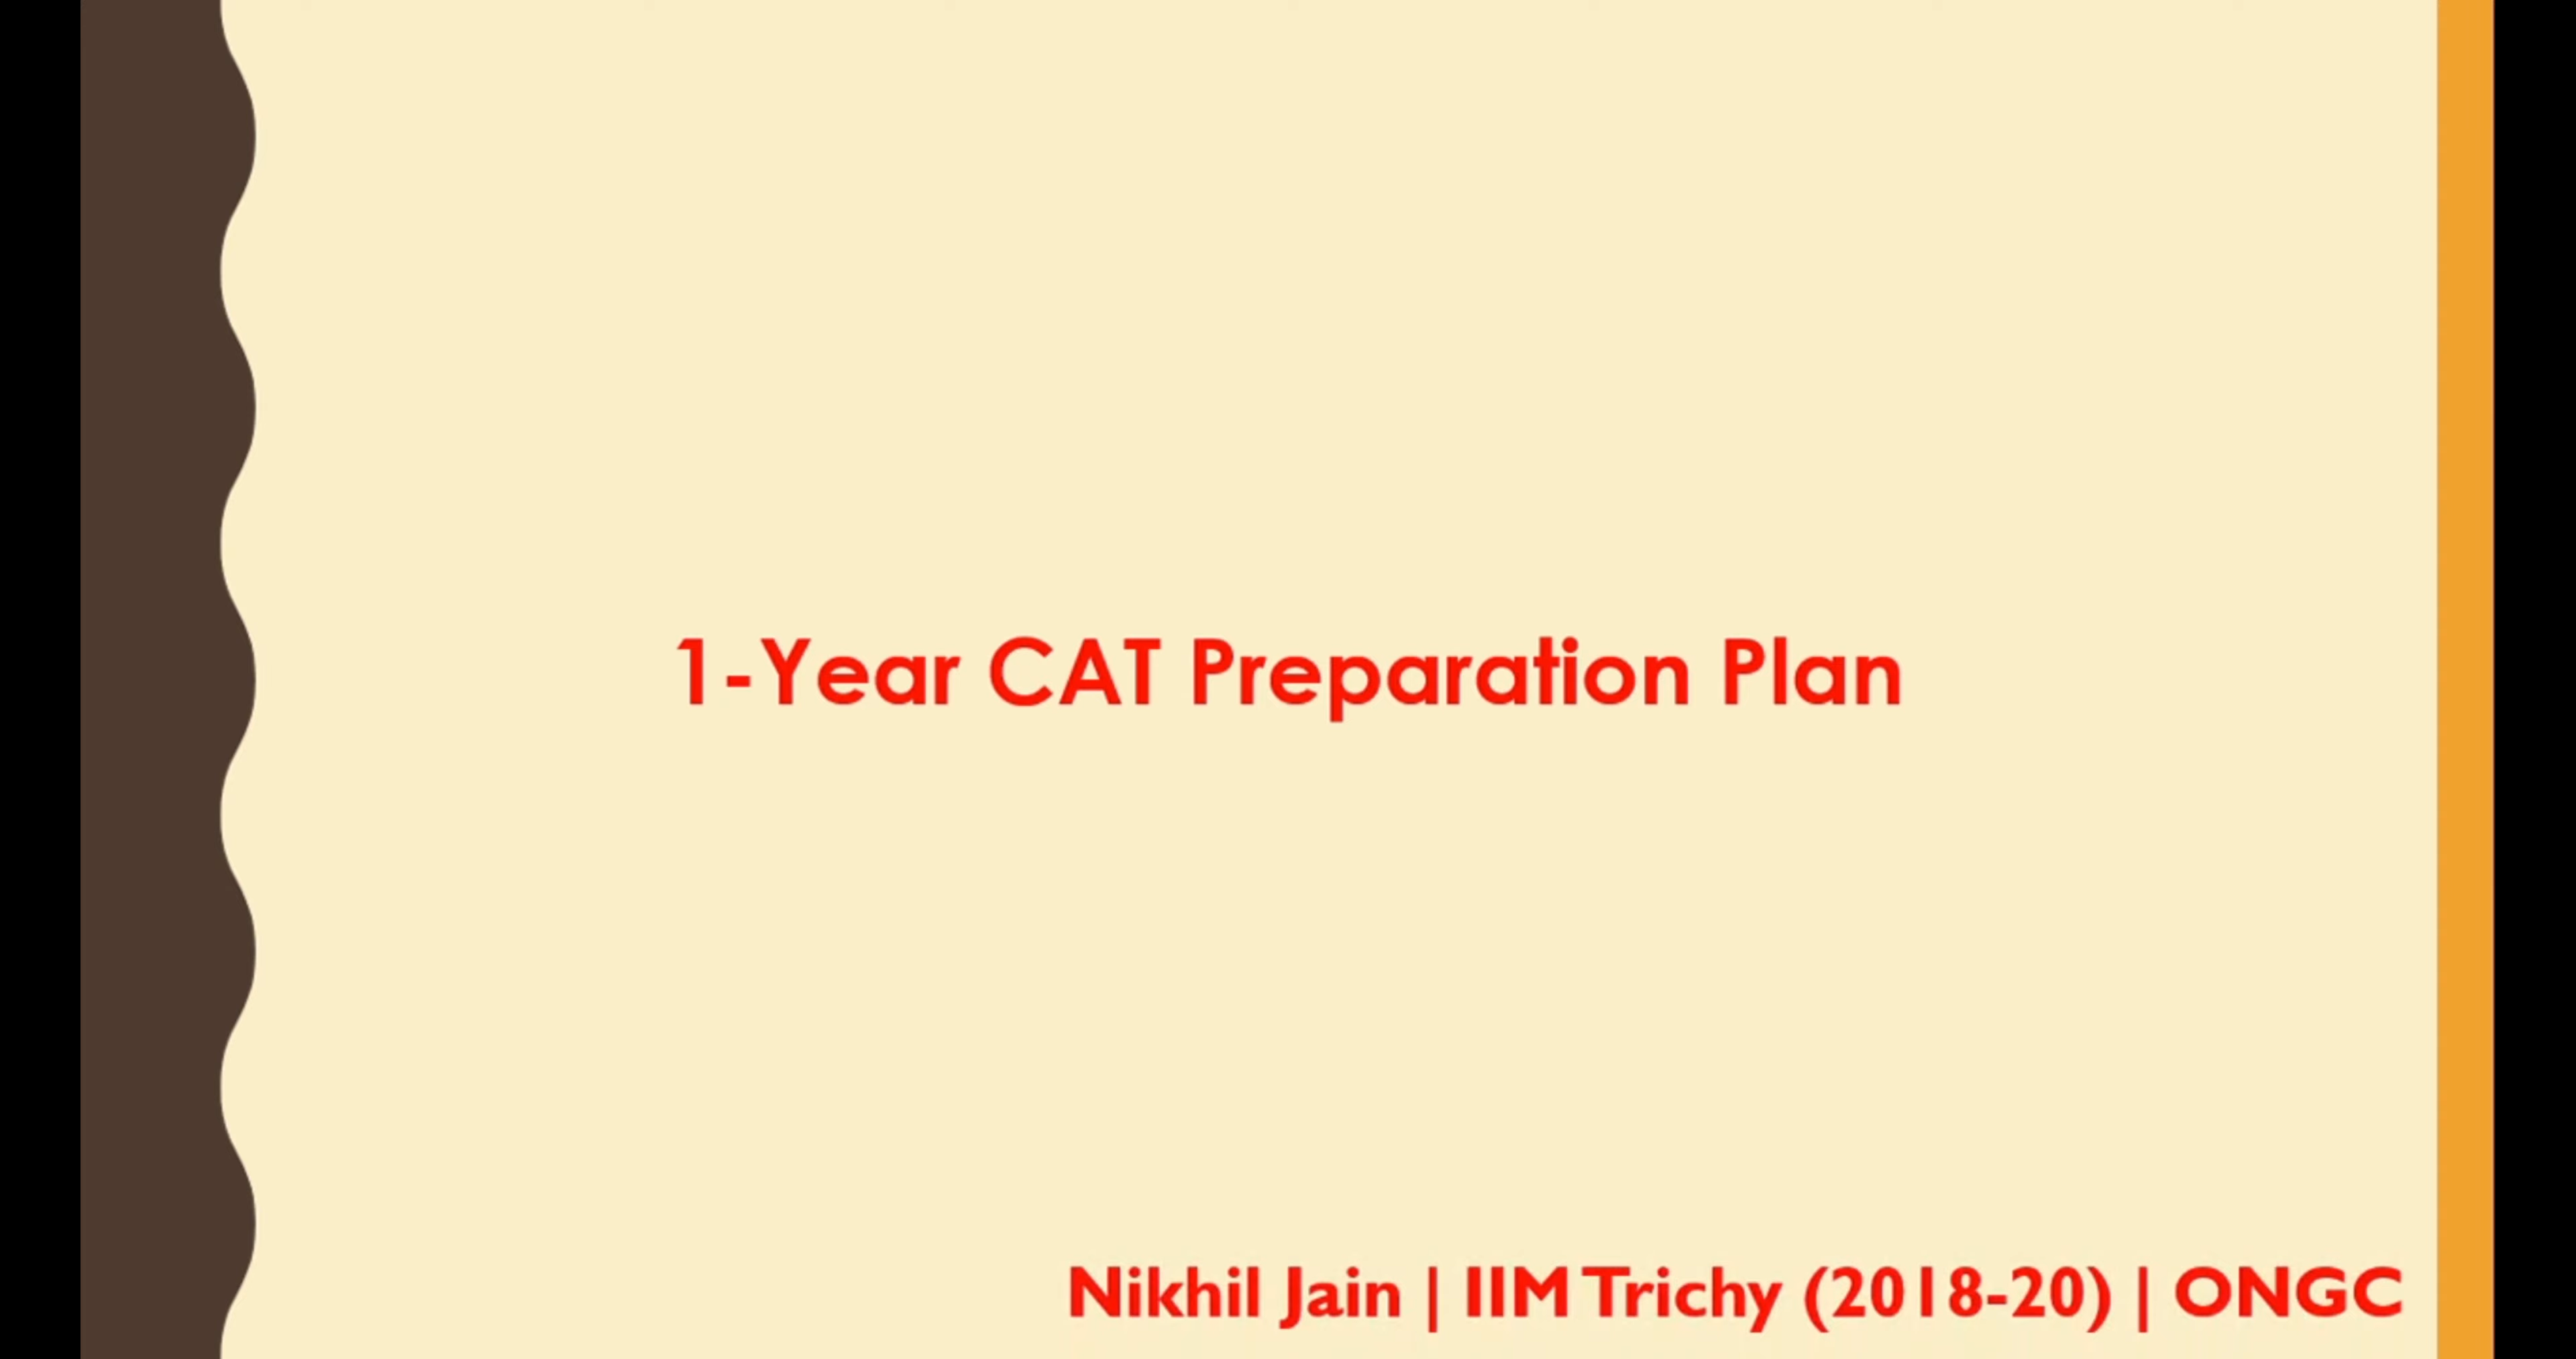 1-Year CAT Preparation Plan
Nikhil Jain | IIM Trichy (2018-20) | ONGC